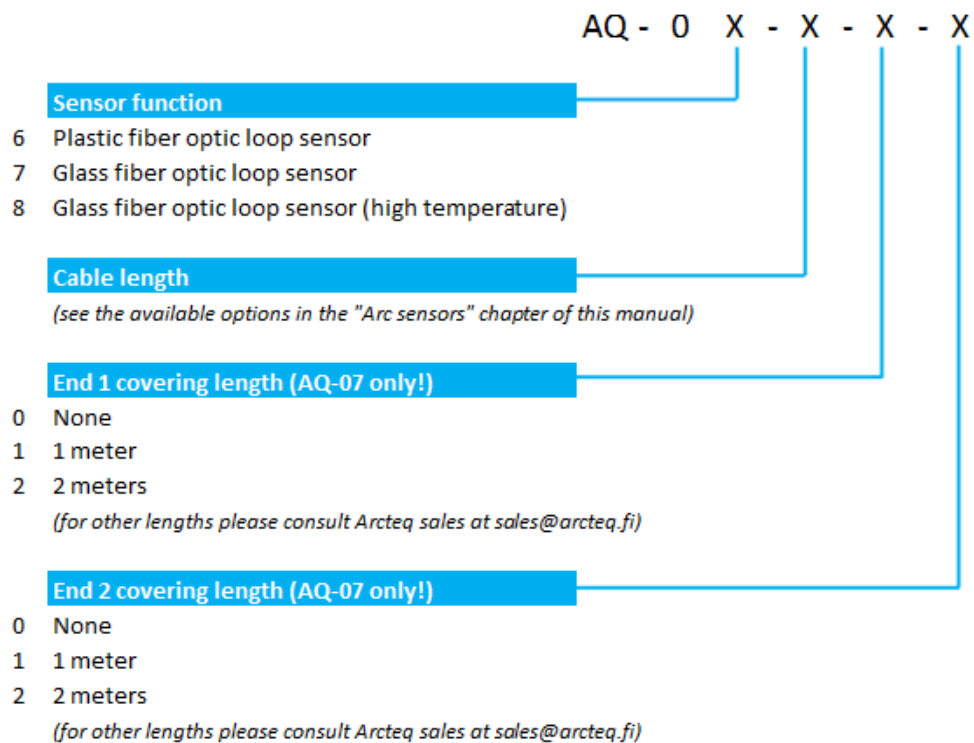 AQ - 0 X - X - X - X
Sensor function
6 Plastic fiber optic loop sensor
7 Glass fiber optic loop sensor
8 Glass fiber optic loop sensor (high temperature)
Cable length
(see the available options in the "Arc sensors" chapter of this manual)
End 1 covering length (AQ-07 only!)
0 None
1 1 meter
2 2 meters
(for other lengths please consult Arcteq sales at sales@arcteq.fi)
End 2 covering length (AQ-07 only!)
0 None
1 1 meter
2 2 meters
(for other lengths please consult Arcteq sales at sales@arcteq.fi)